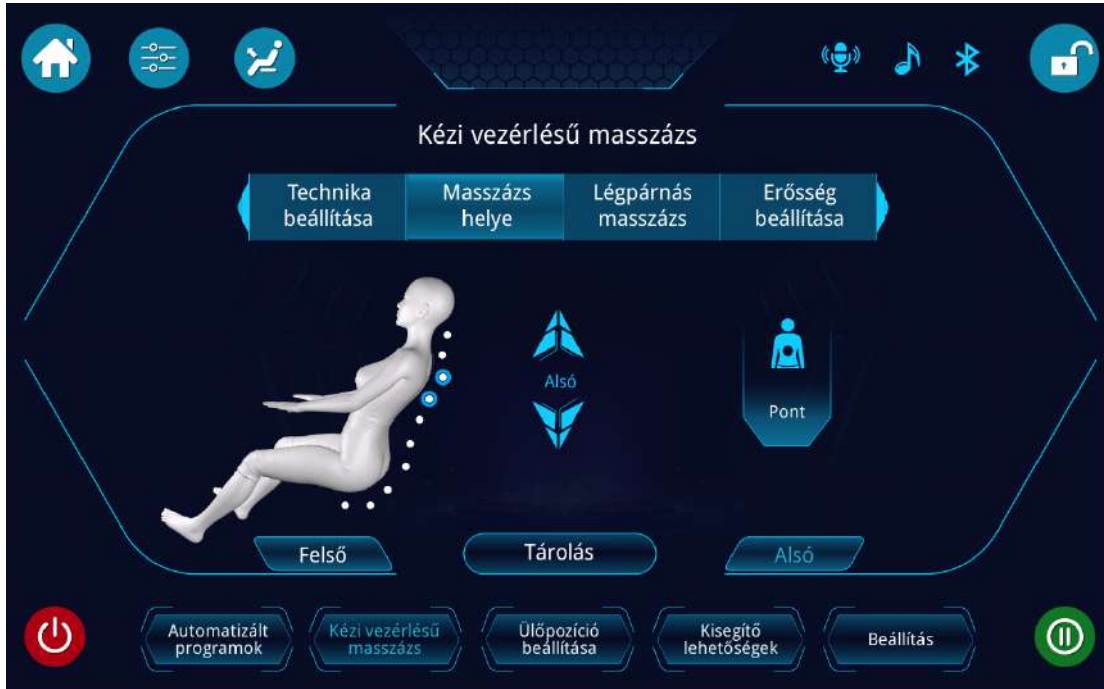 Kézi vezérlésű masszázs
Technika
beállítása
Masszázs
helye
Légpárnás
masszázs
Erősség
beállítása
Alsó
Pont
Felső
Tárolás
Alsó
Automatizált
programok
Kézi vezérlésű
masszázs
Ülőpozíció
beállítása
Kisegítő
lehetőségek
Beállítás